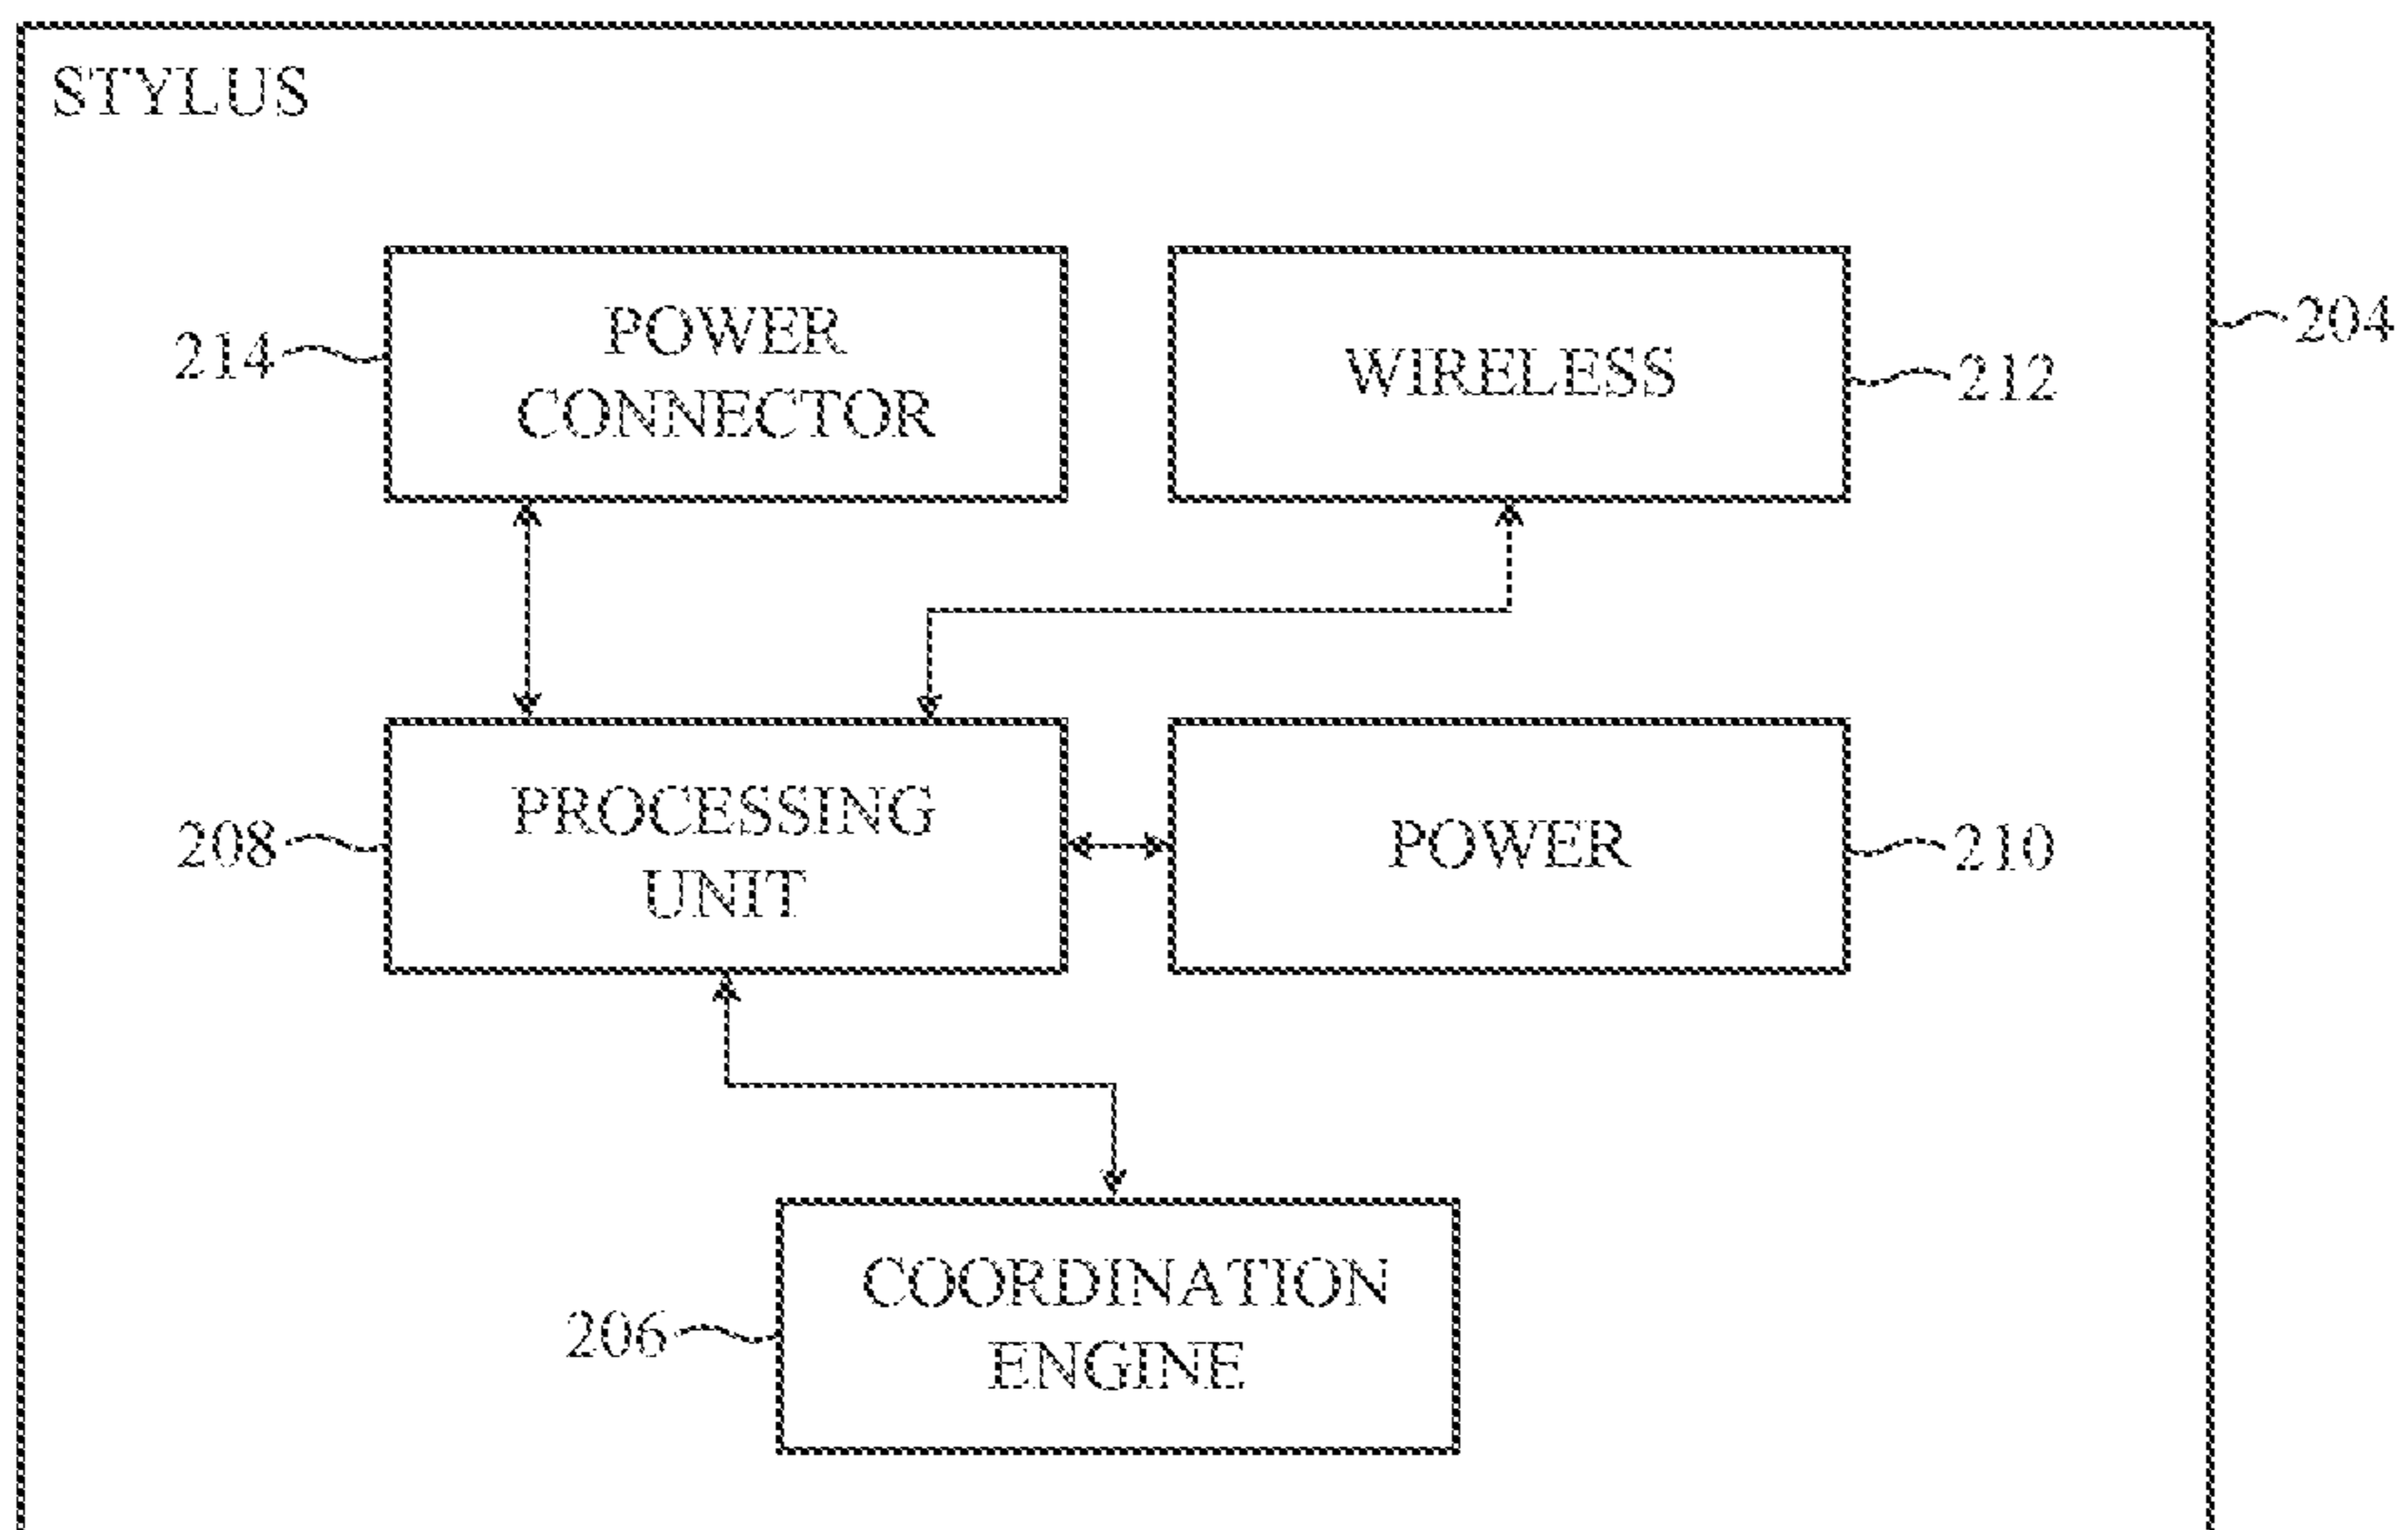 STYLUS
204
214
POWER
CONNECTOR
WIRELESS
212
208
PROCESSING
UNIT
POWER
210
206
COORDINATION
ENGINE